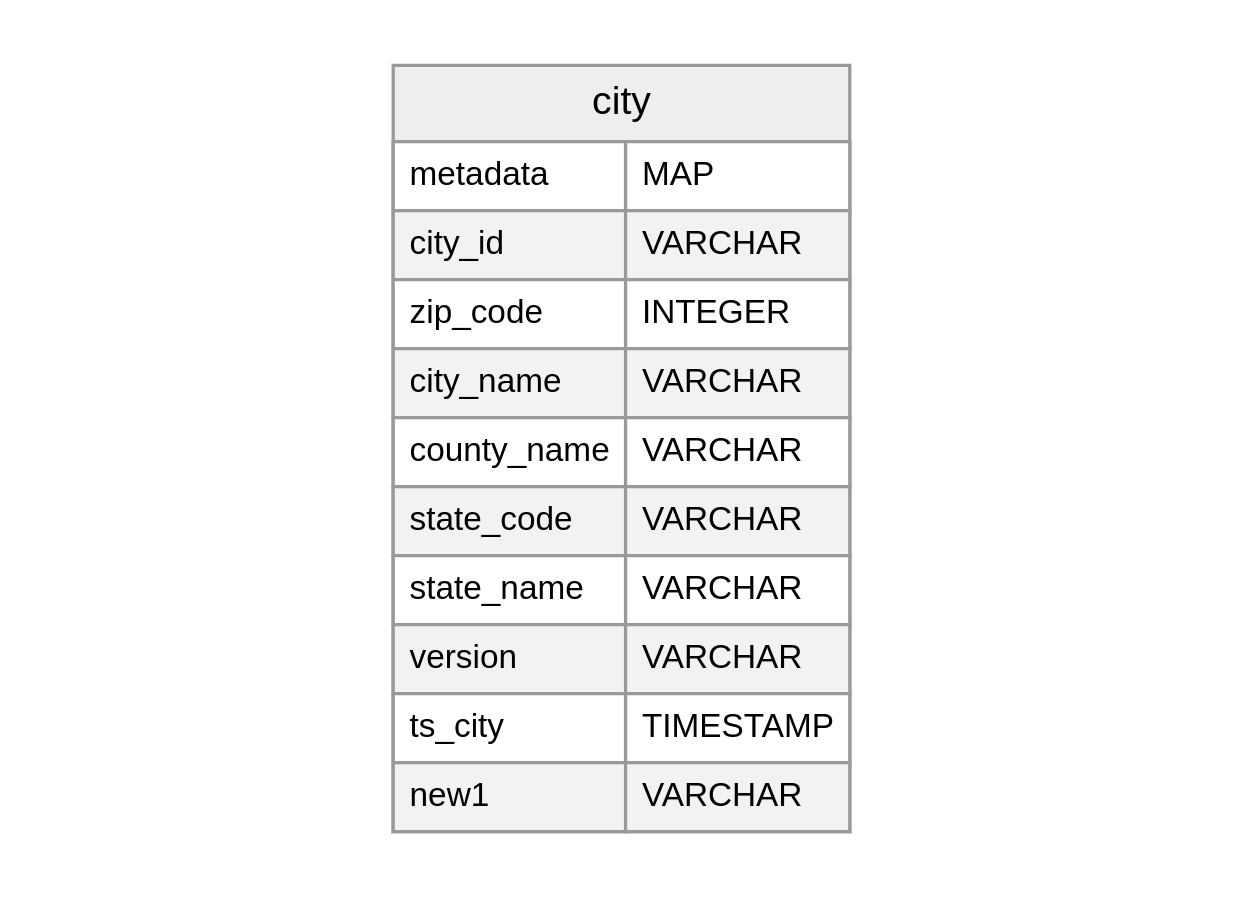 city
metadata MAP
city_id VARCHAR
zip_code INTEGER
city_name VARCHAR
county_name VARCHAR
state_code VARCHAR
state_name VARCHAR
version VARCHAR
ts_city TIMESTAMP
new1 VARCHAR